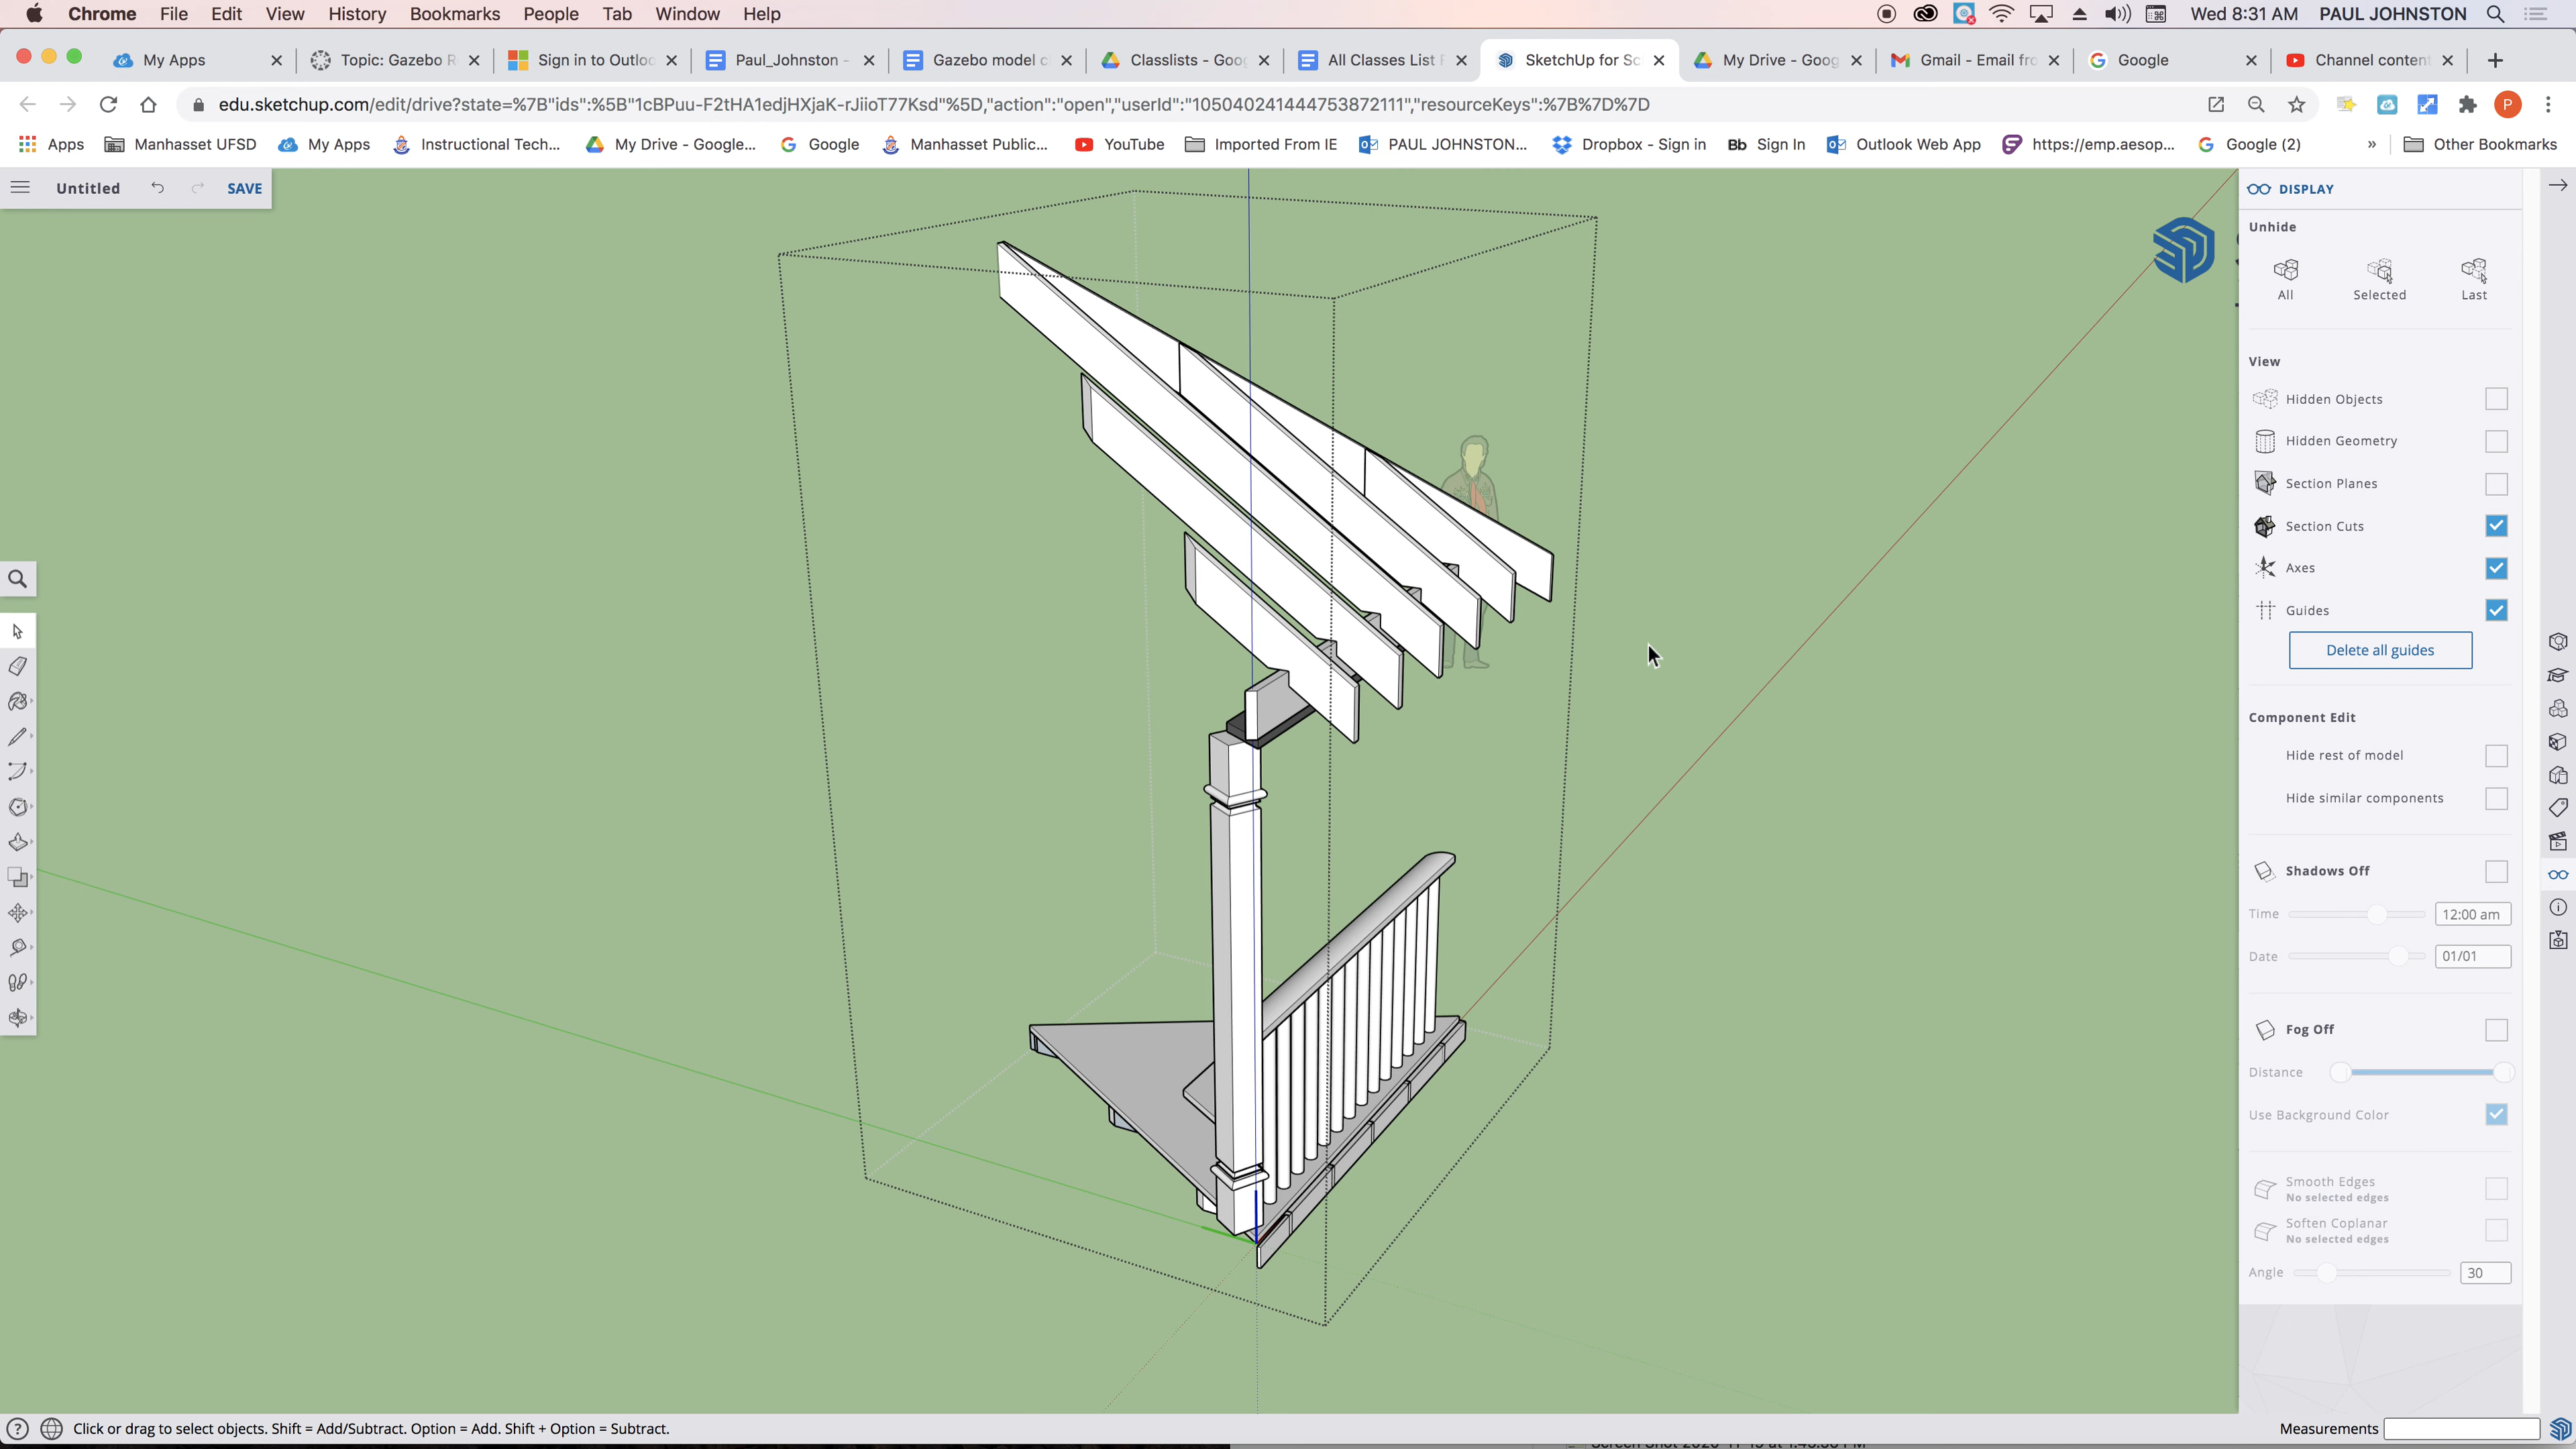 Chrome File Edit View History Bookmarks People Tab Window Help Wed 8:31 AM PAUL JOHNSTON
My Apps Topic: Gazebo R Sign in to Outlo Paul_Johnston - Gazebo model c Classlists - Goog All Classes List F SketchUp for Sc My Drive - Goog Gmail - Email fro Google Channel content
edu.sketchup.com/edit/drive?state=%7B"ids":%5B"1cBPuu-F2tHA1edjHXjaK-rJiioT77Ksd"%5D,"action":"open","userId":"105040241444753872111","resourceKeys":%7B%7D%7D P
Apps Manhasset UFSD My Apps Instructional Tech... My Drive - Google... Google Manhasset Public... YouTube Imported From IE PAUL JOHNSTON... Dropbox - Sign in Bb Sign In Outlook Web App https://emp.aesop... Google (2) » Other Bookmarks
Untitled SAVE
DISPLAY
Unhide
All Selected Last
View
Hidden Objects
Hidden Geometry
Section Planes
Section Cuts
Axes
Guides
Delete all guides
Component Edit
Hide rest of model
Hide similar components
Shadows Off
Time 12:00 am
Date 01/01
Fog Off
Distance
Use Background Color
Smooth Edges
No selected edges
Soften Coplanar
No selected edges
Angle 30
Click or drag to select objects. Shift = Add/Subtract. Option = Add. Shift + Option = Subtract. Measurements